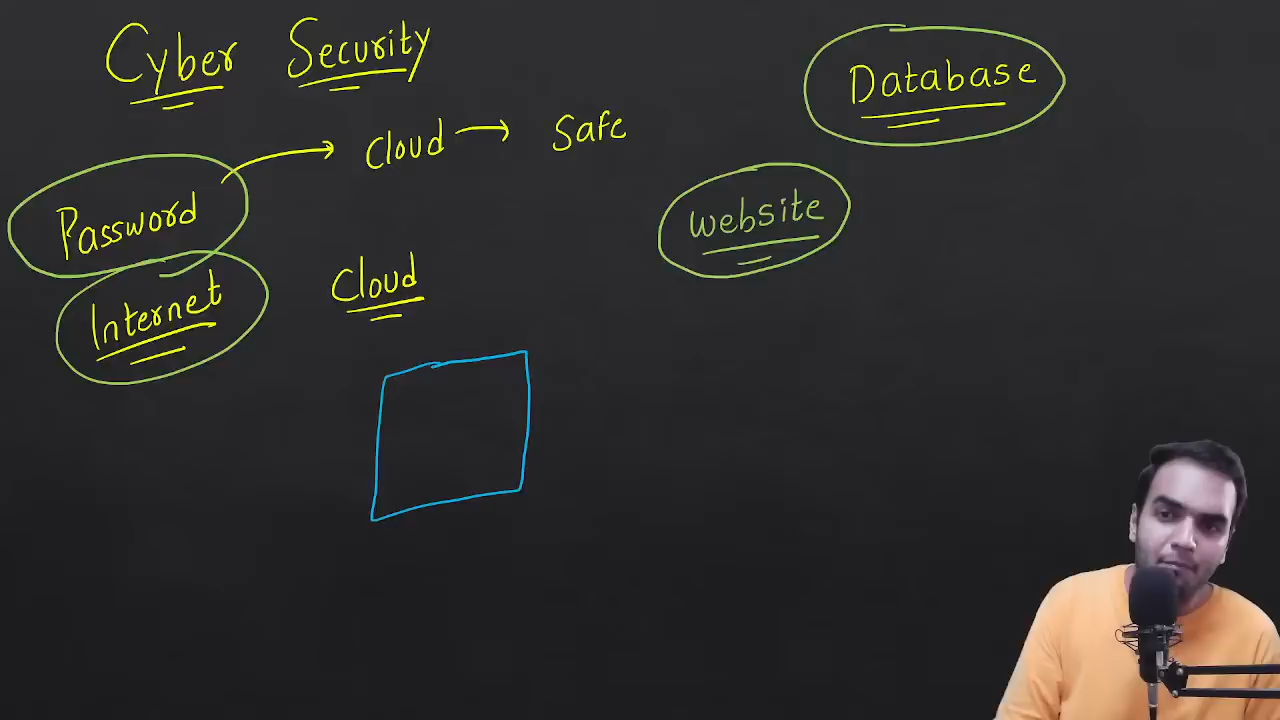 Cyber Security
Database
Password → Cloud → Safe
Website
Internet
Cloud